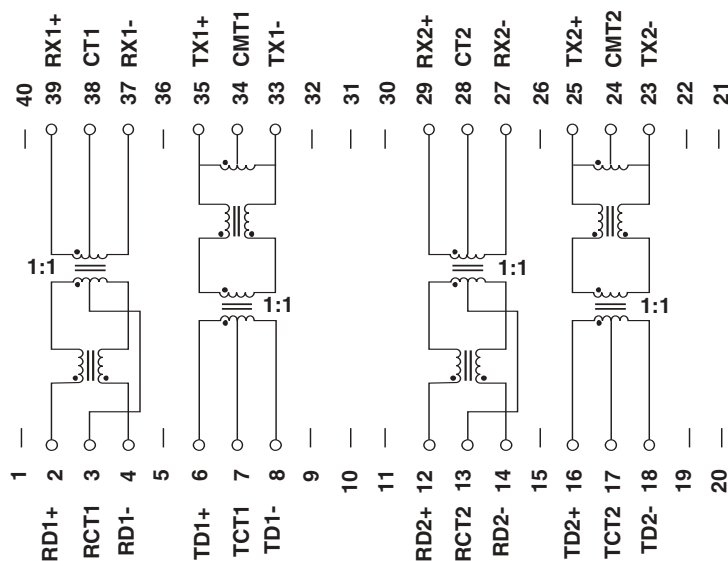 40
39 RX1+
38 CT1
37 RX1-
36
35 TX1+
34 CMT1
33 TX1-
32
31
30
29 RX2+
28 CT2
27 RX2-
26
25 TX2+
24 CMT2
23 TX2-
22
21
1:1
1:1
1:1
1:1
1
RD1+ 2
RCT1 3
RD1- 4
5
TD1+ 6
TCT1 7
TD1- 8
9
10
11
RD2+ 12
RCT2 13
RD2- 14
15
TD2+ 16
TCT2 17
TD2- 18
19
20